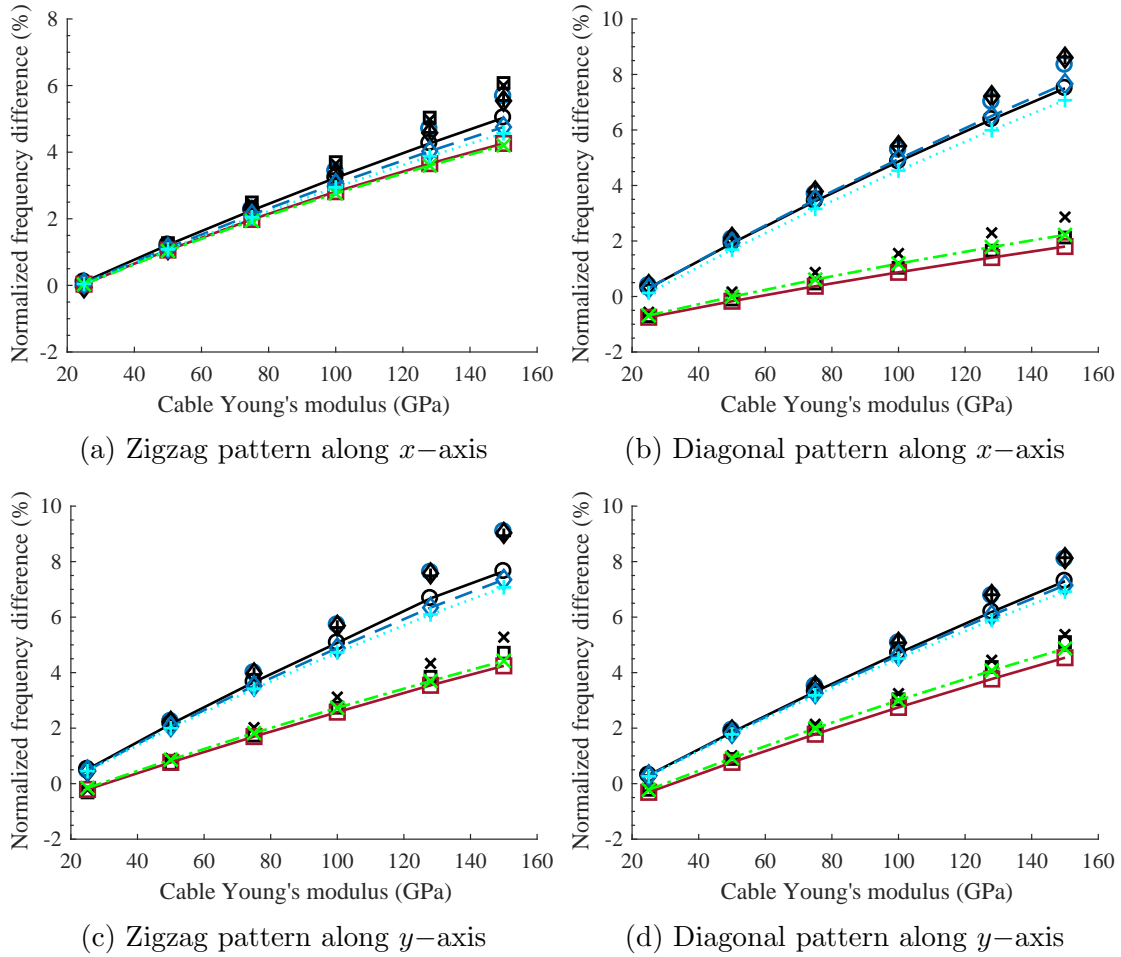 Normalized frequency difference (%)
8
6
4
2
0
-2
20 40 60 80 100 120 140 160
Cable Young's modulus (GPa)
(a) Zigzag pattern along x−axis
Normalized frequency difference (%)
10
8
6
4
2
0
-2
20 40 60 80 100 120 140 160
Cable Young's modulus (GPa)
(b) Diagonal pattern along x−axis
Normalized frequency difference (%)
10
8
6
4
2
0
-2
20 40 60 80 100 120 140 160
Cable Young's modulus (GPa)
(c) Zigzag pattern along y−axis
Normalized frequency difference (%)
10
8
6
4
2
0
-2
20 40 60 80 100 120 140 160
Cable Young's modulus (GPa)
(d) Diagonal pattern along y−axis